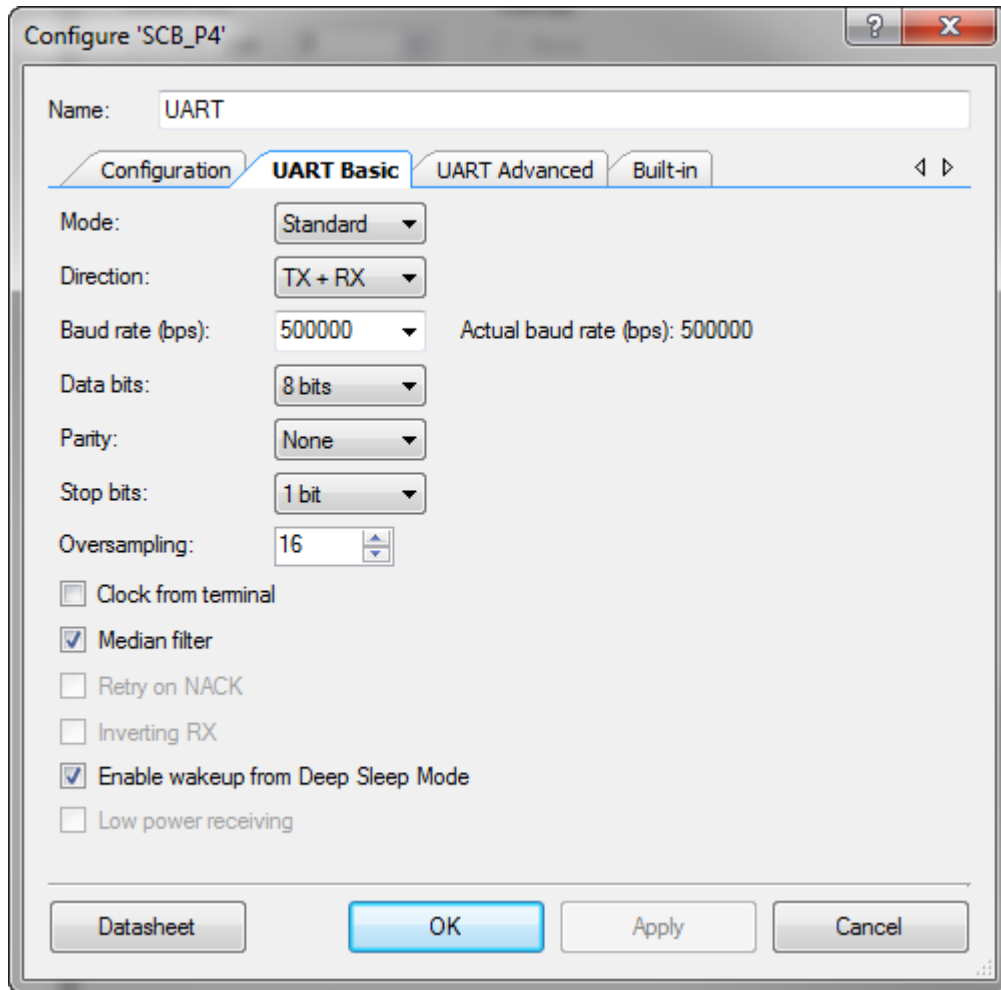 Configure 'SCB_P4'
Name: UART
Configuration UART Basic UART Advanced Built-in
Mode: Standard
Direction: TX + RX
Baud rate (bps): 500000 Actual baud rate (bps): 500000
Data bits: 8 bits
Parity: None
Stop bits: 1 bit
Oversampling: 16
Clock from terminal
Median filter
Retry on NACK
Inverting RX
Enable wakeup from Deep Sleep Mode
Low power receiving
Datasheet OK Apply Cancel